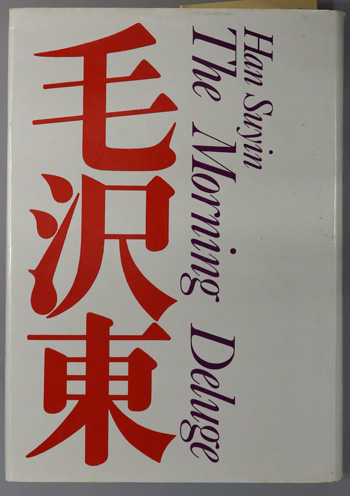 Han Suyin
The Morning Deluge
毛沢東